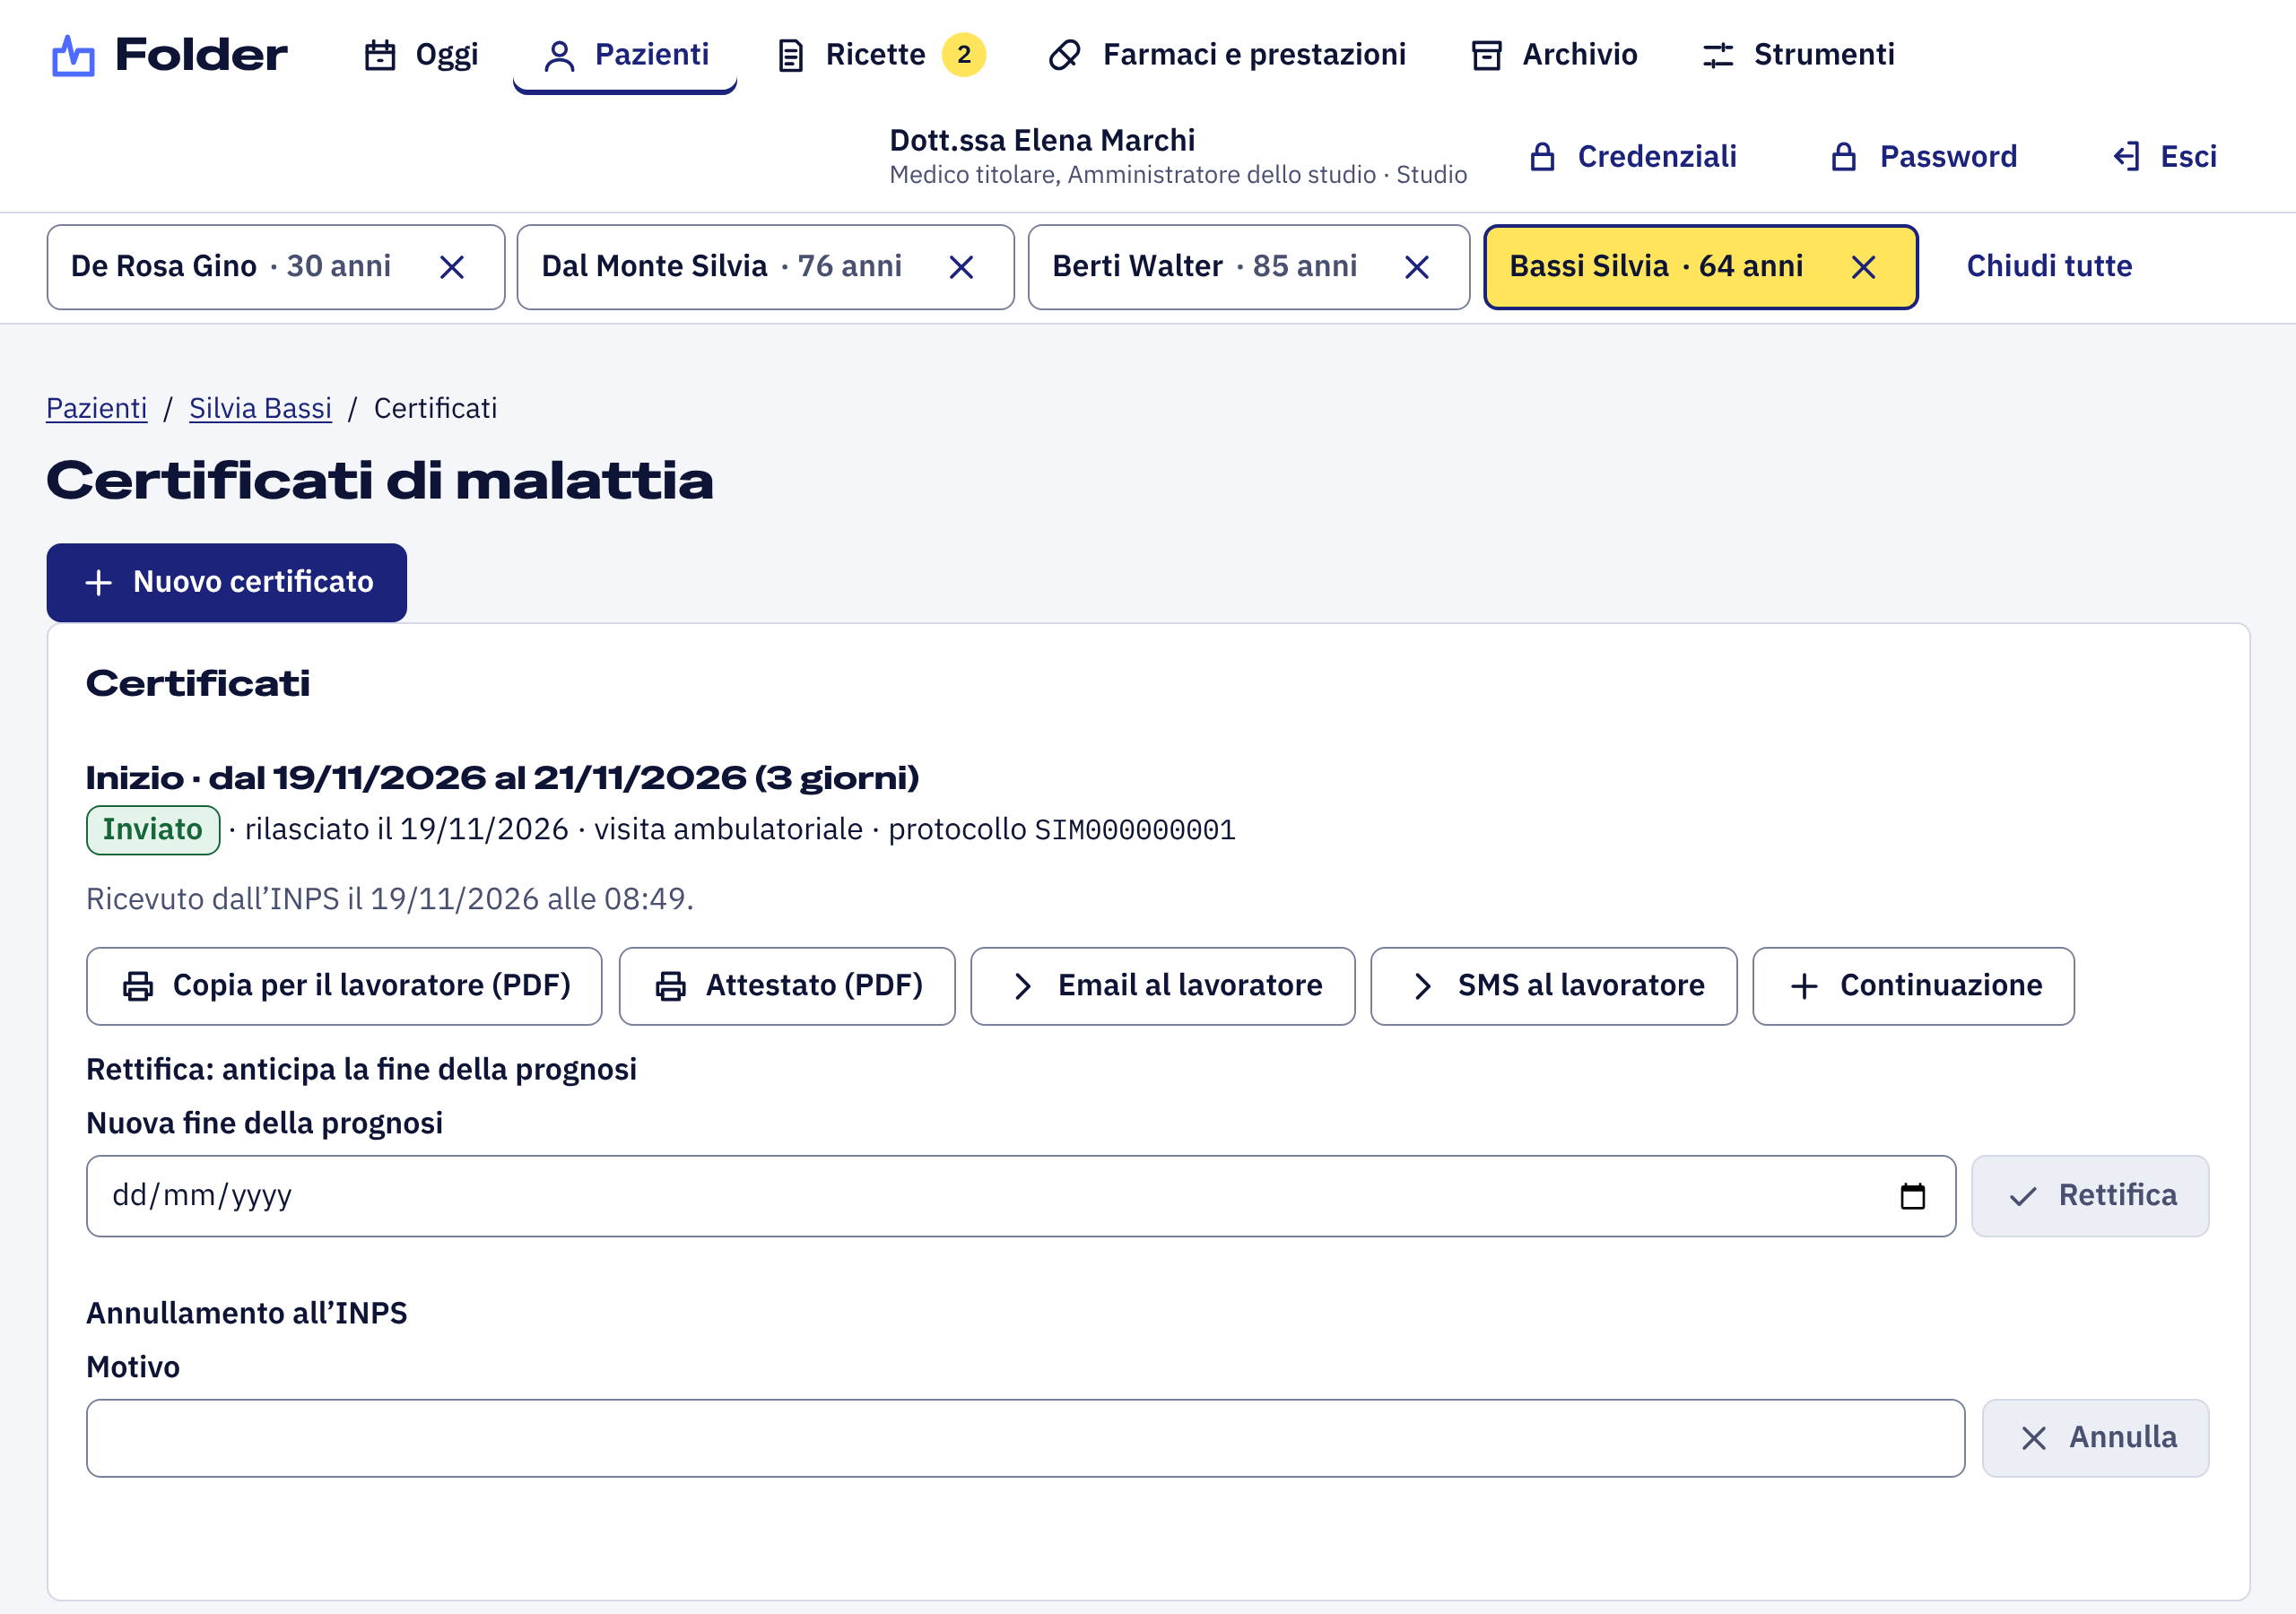 Folder
Oggi
Pazienti
Ricette 2
Farmaci e prestazioni
Archivio
Strumenti
Dott.ssa Elena Marchi
Medico titolare, Amministratore dello studio · Studio
Credenziali
Password
Esci
De Rosa Gino · 30 anni
Dal Monte Silvia · 76 anni
Berti Walter · 85 anni
Bassi Silvia · 64 anni
Chiudi tutte
Pazienti / Silvia Bassi / Certificati
Certificati di malattia
Nuovo certificato
Certificati
Inizio · dal 19/11/2026 al 21/11/2026 (3 giorni)
Inviato · rilasciato il 19/11/2026 · visita ambulatoriale · protocollo SIM000000001
Ricevuto dall’INPS il 19/11/2026 alle 08:49.
Copia per il lavoratore (PDF)
Attestato (PDF)
Email al lavoratore
SMS al lavoratore
Continuazione
Rettifica: anticipa la fine della prognosi
Nuova fine della prognosi
dd/mm/yyyy
Rettifica
Annullamento all’INPS
Motivo
Annulla